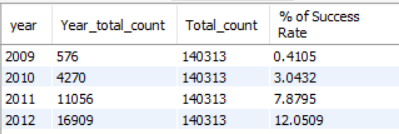 year Year_total_count Total_count % of Success Rate
2009 576 140313 0.4105
2010 4270 140313 3.0432
2011 11056 140313 7.8795
2012 16909 140313 12.0509